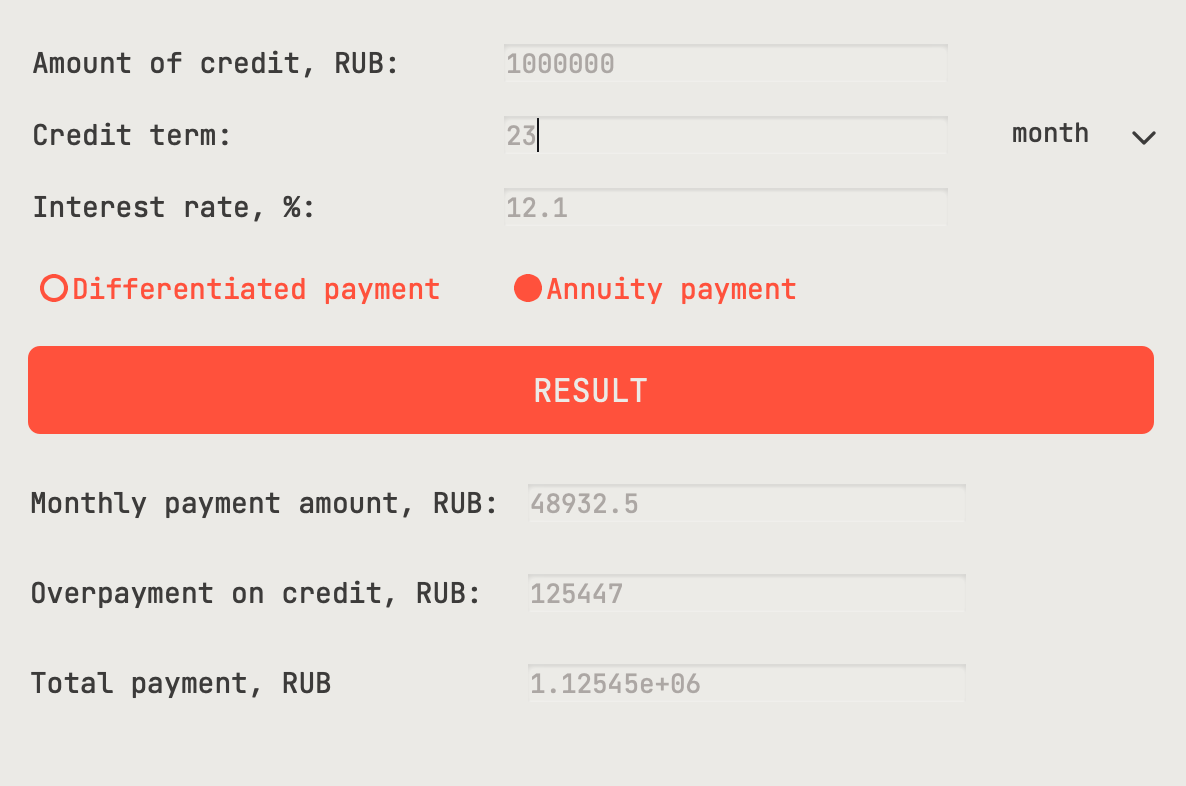 Amount of credit, RUB: 1000000
Credit term: 23 month
Interest rate, %: 12.1
Differentiated payment Annuity payment
RESULT
Monthly payment amount, RUB: 48932.5
Overpayment on credit, RUB: 125447
Total payment, RUB 1.12545e+06